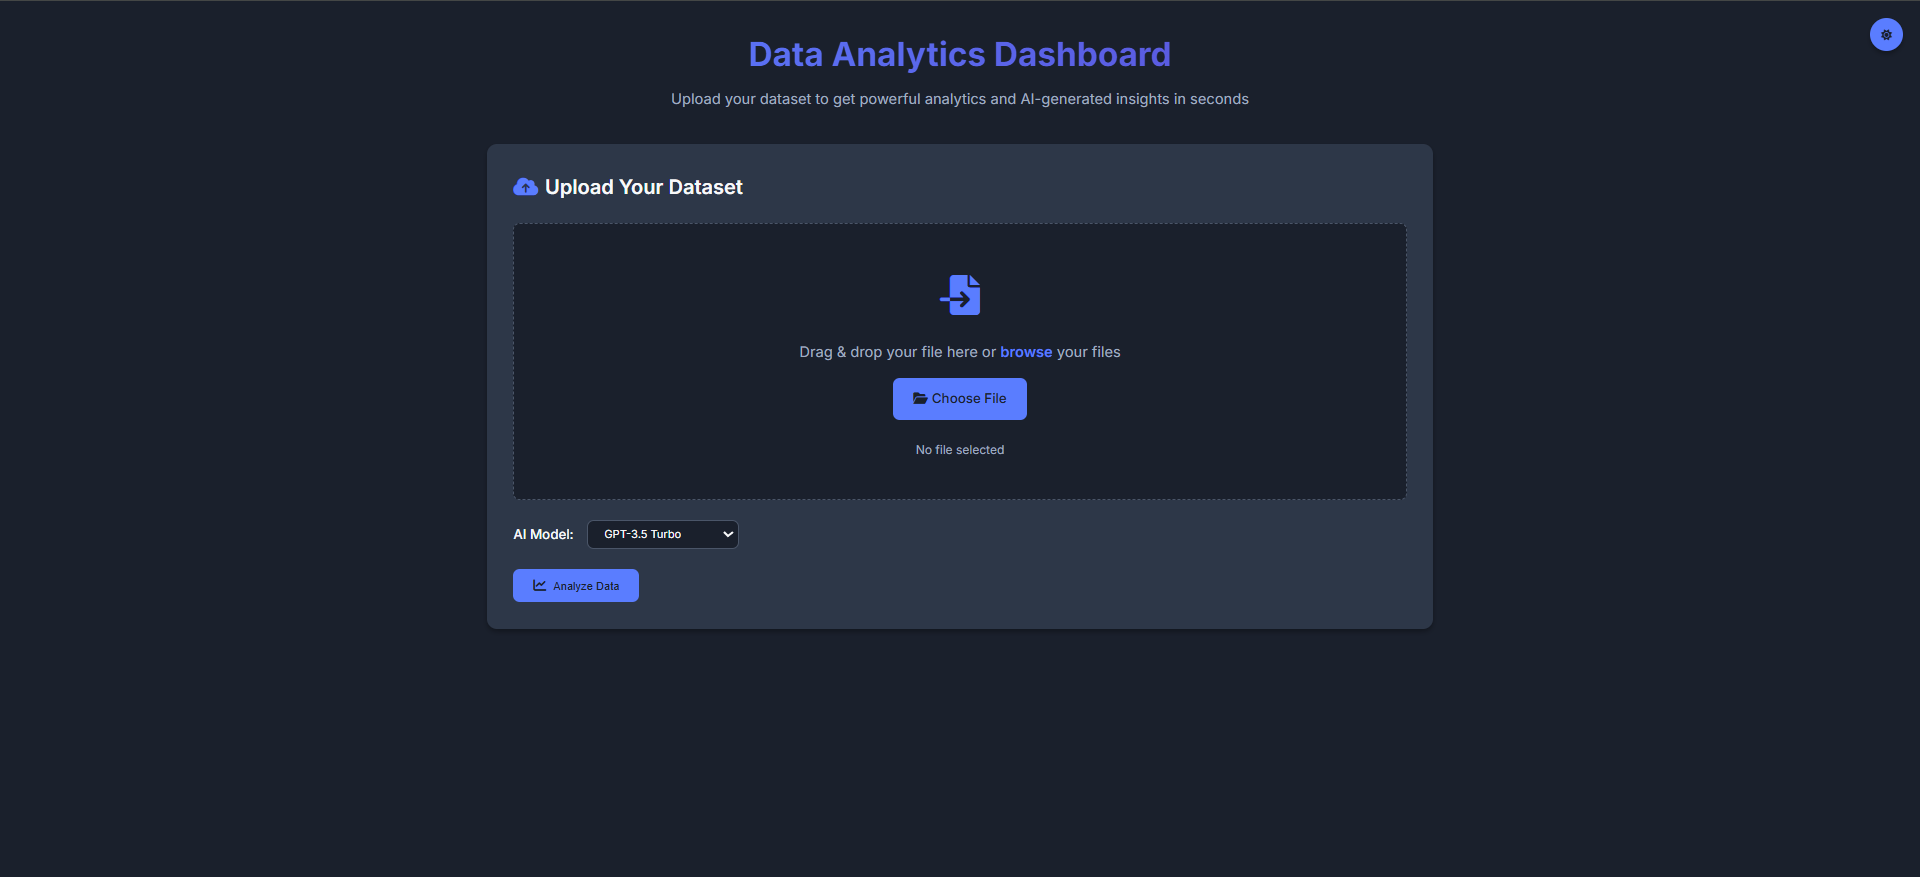 Data Analytics Dashboard
Upload your dataset to get powerful analytics and AI-generated insights in seconds
Upload Your Dataset
Drag & drop your file here or browse your files
Choose File
No file selected
AI Model: GPT-3.5 Turbo
Analyze Data